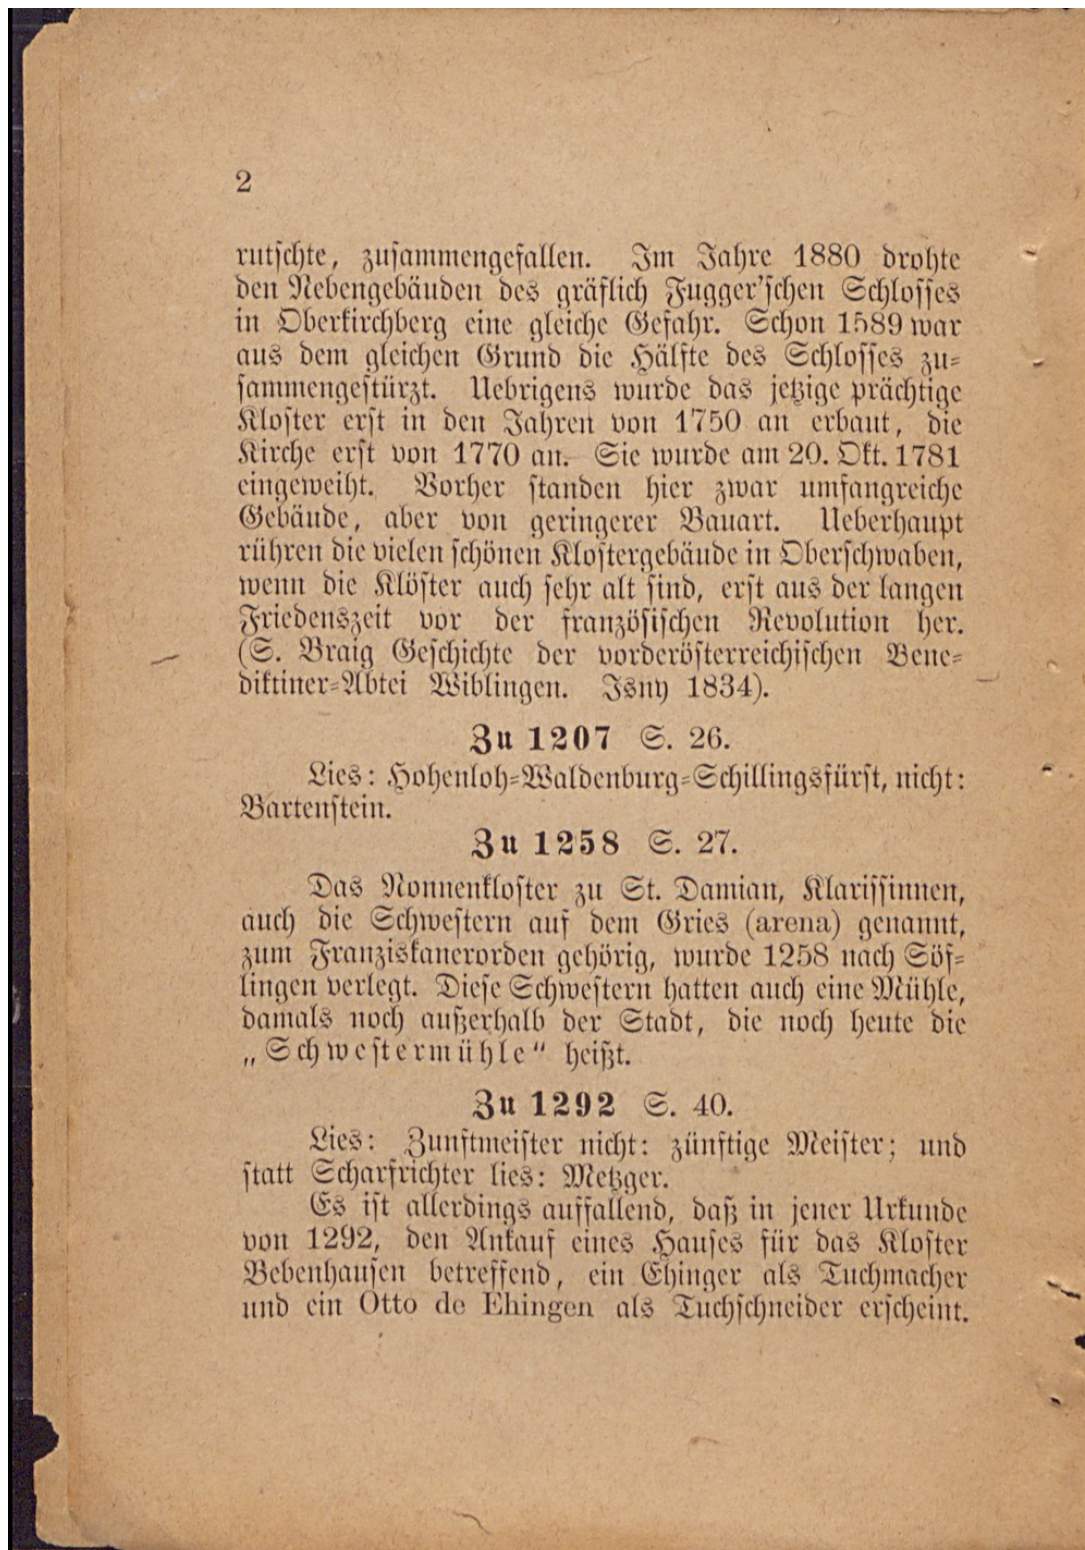 2
rutschte, zusammengefallen. Im Jahre 1880 drohte
den Nebengebäuden des gräflich Fugger'schen Schlosses
in Oberkirchberg eine gleiche Gefahr. Schon 1589 war
aus dem gleichen Grund die Hälfte des Schlosses zu-
sammengestürzt. Uebrigens wurde das jetzige prächtige
Kloster erst in den Jahren von 1750 an erbaut, die
Kirche erst von 1770 an. Sie wurde am 20. Okt. 1781
eingeweiht. Vorher standen hier zwar umfangreiche
Gebäude, aber von geringerer Bauart. Ueberhaupt
rühren die vielen schönen Klostergebäude in Oberschwaben,
wenn die Klöster auch sehr alt sind, erst aus der langen
Friedenszeit vor der französischen Revolution her.
(S. Braig Geschichte der vorderösterreichischen Bene-
diktiner-Abtei Wiblingen. Isny 1834).
Zu 1207 S. 26.
Lies: Hohenloh-Waldenburg-Schillingsfürst, nicht:
Bartenstein.
Zu 1258 S. 27.
Das Nonnenkloster zu St. Damian, Klarissinnen,
auch die Schwestern auf dem Gries (arena) genannt,
zum Franziskanerorden gehörig, wurde 1258 nach Söf-
lingen verlegt. Diese Schwestern hatten auch eine Mühle,
damals noch außerhalb der Stadt, die noch heute die
„Schwestermühle“ heißt.
Zu 1292 S. 40.
Lies: Zunftmeister nicht: zünftige Meister; und
statt Scharfrichter lies: Metzger.
Es ist allerdings auffallend, daß in jener Urkunde
von 1292, den Ankauf eines Hauses für das Kloster
Bebenhausen betreffend, ein Ehinger als Tuchmacher
und ein Otto de Ehingen als Tuchschneider erscheint.